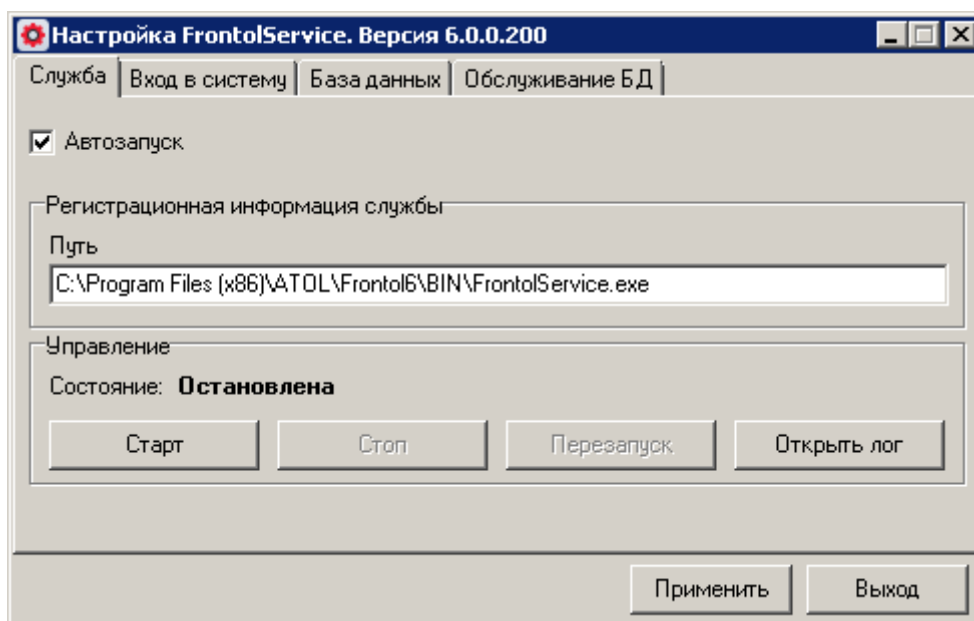 Настройка FrontolService. Версия 6.0.0.200
Служба Вход в систему База данных Обслуживание БД
Автозапуск
Регистрационная информация службы
Путь
C:\Program Files (x86)\ATOL\Frontol6\BIN\FrontolService.exe
Управление
Состояние: Остановлена
Старт Стоп Перезапуск Открыть лог
Применить Выход